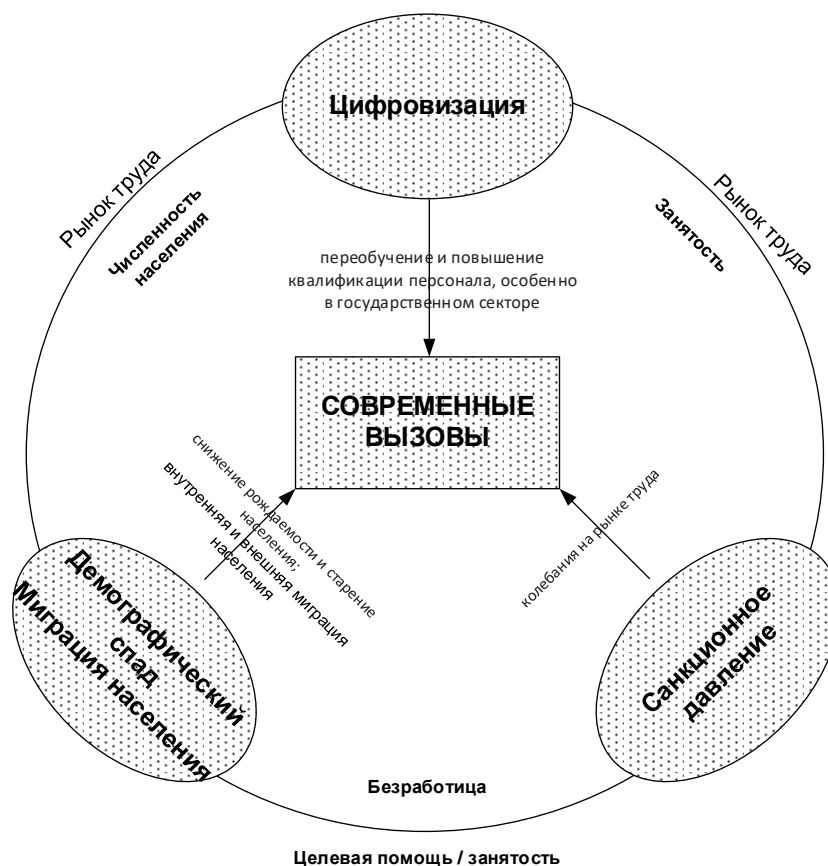 Цифровизация
Рынок труда
Численность
населения
Занятость
Рынок труда
переобучение и повышение
квалификации персонала, особенно
в государственном секторе
СОВРЕМЕННЫЕ
ВЫЗОВЫ
снижение рождаемости и старение
населения;
внутренняя и внешняя миграция
населения
колебания на рынке труда
Демографический
спад
Миграция населения
Санкционное
давление
Безработица
Целевая помощь / занятость